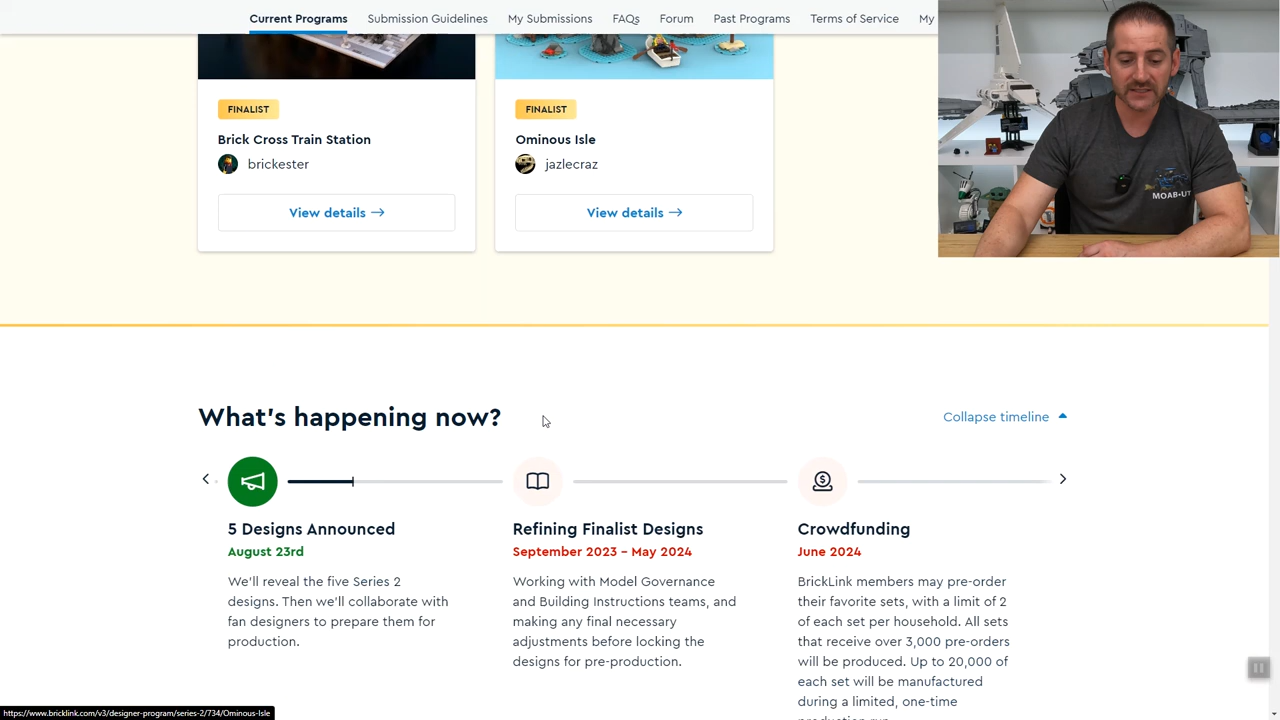 Current Programs
Submission Guidelines
My Submissions
FAQs
Forum
Past Programs
Terms of Service
My
FINALIST
Brick Cross Train Station
brickester
View details →
FINALIST
Ominous Isle
jazlecraz
View details →
MOAB•UT
What's happening now?
Collapse timeline
5 Designs Announced
August 23rd
We'll reveal the five Series 2
designs. Then we'll collaborate with
fan designers to prepare them for
production.
Refining Finalist Designs
September 2023 – May 2024
Working with Model Governance
and Building Instructions teams, and
making any final necessary
adjustments before locking the
designs for pre-production.
Crowdfunding
June 2024
BrickLink members may pre-order
their favorite sets, with a limit of 2
of each set per household. All sets
that receive over 3,000 pre-orders
will be produced. Up to 20,000 of
each set will be manufactured
during a limited, one-time
production run.
https://www.bricklink.com/v3/designer-program/series-2/734/Ominous-Isle